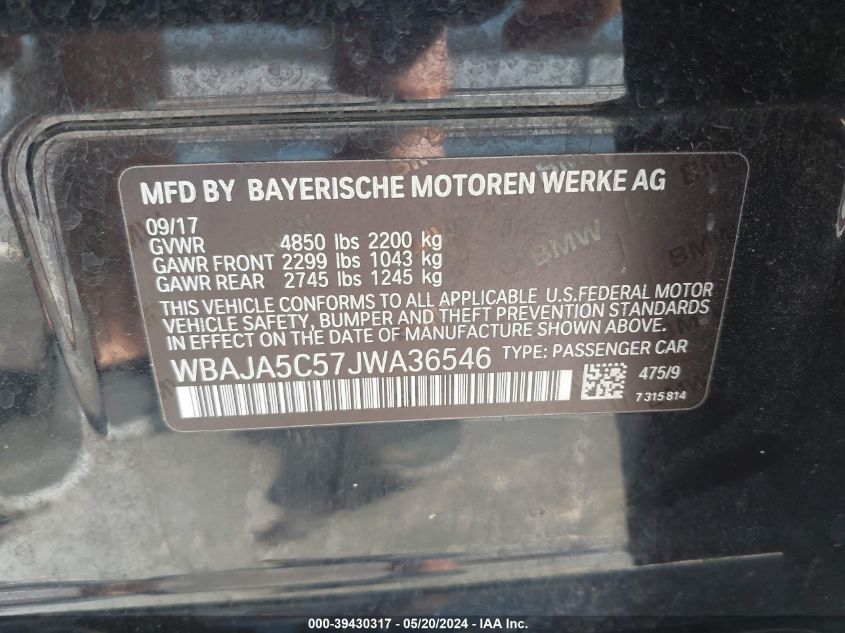 MFD BY BAYERISCHE MOTOREN WERKE AG
09/17
GVWR 4850 lbs 2200 kg
GAWR FRONT 2299 lbs 1043 kg
GAWR REAR 2745 lbs 1245 kg
THIS VEHICLE CONFORMS TO ALL APPLICABLE U.S.FEDERAL MOTOR
VEHICLE SAFETY, BUMPER AND THEFT PREVENTION STANDARDS
IN EFFECT ON THE DATE OF MANUFACTURE SHOWN ABOVE.
WBAJA5C57JWA36546 TYPE: PASSENGER CAR
475/9
7 315 814
BMW
BMW
BMW
000-39430317 - 05/20/2024 - IAA Inc.